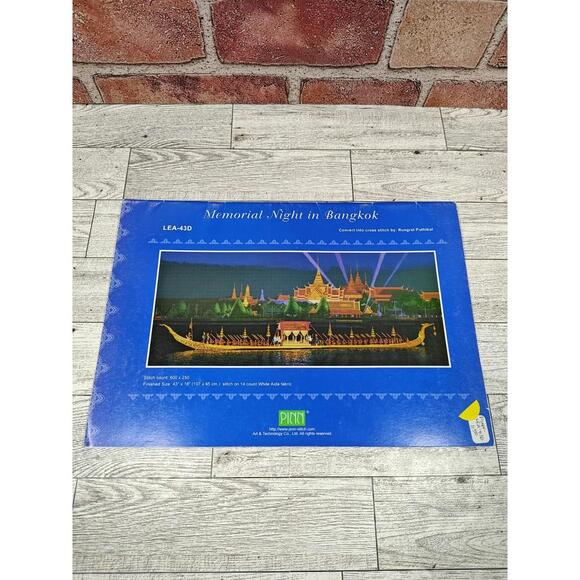 Memorial Night in Bangkok
LEA-43D
Convert into cross stitch by: Rungrat Puthikul
Stitch count: 600 x 250
Finished Size: 43" x 18" (107 x 45 cm.) stitch on 14 count White Aida fabric
PINN®
http://www.pinn-stitch.com
Art & Technology Co., Ltd. All rights reserved.